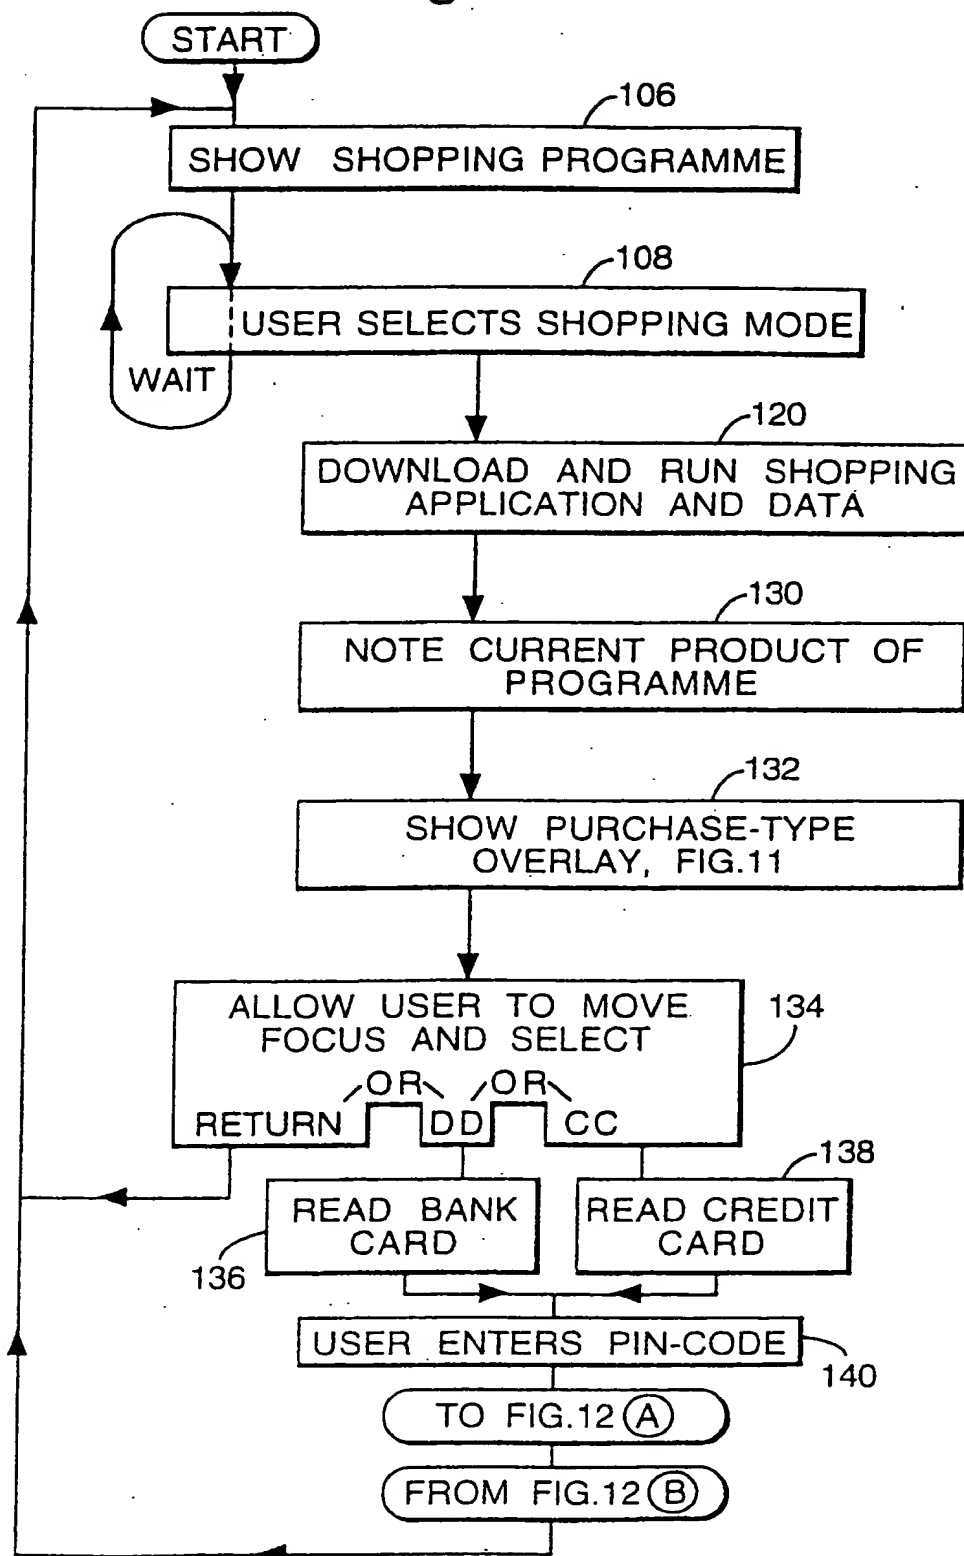 START
106
SHOW SHOPPING PROGRAMME
108
USER SELECTS SHOPPING MODE
WAIT
120
DOWNLOAD AND RUN SHOPPING
APPLICATION AND DATA
130
NOTE CURRENT PRODUCT OF
PROGRAMME
132
SHOW PURCHASE-TYPE
OVERLAY, FIG.11
134
ALLOW USER TO MOVE
FOCUS AND SELECT
OR OR
RETURN DD CC
138
READ BANK
CARD
READ CREDIT
CARD
136
USER ENTERS PIN-CODE
140
TO FIG.12 A
FROM FIG.12 B